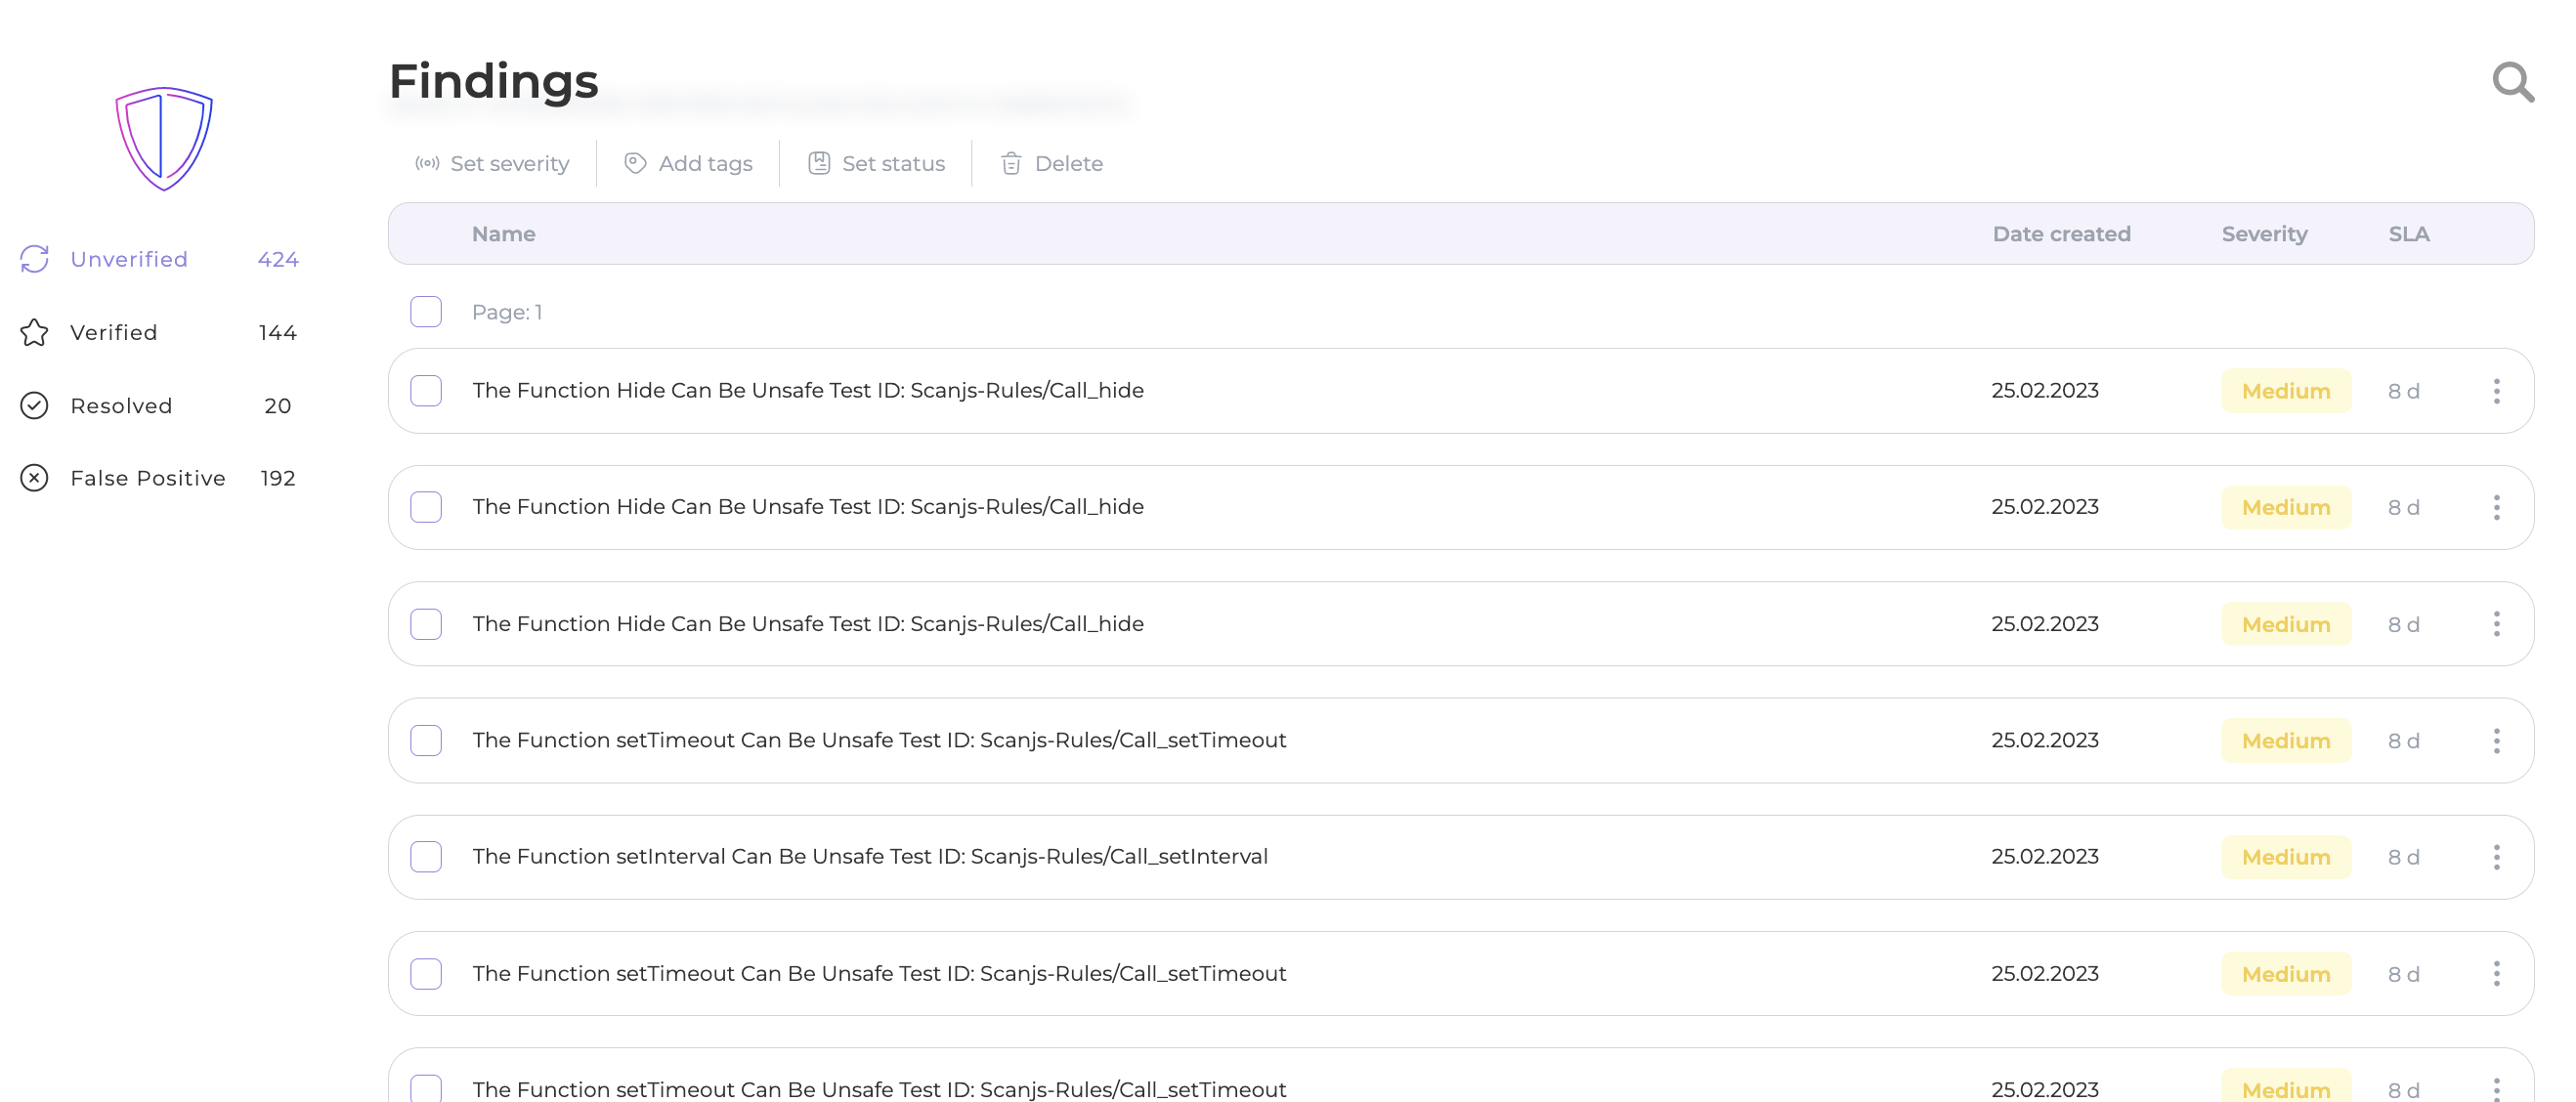 Findings
Set severity Add tags Set status Delete
Name Date created Severity SLA
Unverified 424
Verified 144
Resolved 20
False Positive 192
Page: 1
The Function Hide Can Be Unsafe Test ID: Scanjs-Rules/Call_hide 25.02.2023 Medium 8 d
The Function Hide Can Be Unsafe Test ID: Scanjs-Rules/Call_hide 25.02.2023 Medium 8 d
The Function Hide Can Be Unsafe Test ID: Scanjs-Rules/Call_hide 25.02.2023 Medium 8 d
The Function setTimeout Can Be Unsafe Test ID: Scanjs-Rules/Call_setTimeout 25.02.2023 Medium 8 d
The Function setInterval Can Be Unsafe Test ID: Scanjs-Rules/Call_setInterval 25.02.2023 Medium 8 d
The Function setTimeout Can Be Unsafe Test ID: Scanjs-Rules/Call_setTimeout 25.02.2023 Medium 8 d
The Function setTimeout Can Be Unsafe Test ID: Scanjs-Rules/Call_setTimeout 25.02.2023 Medium 8 d